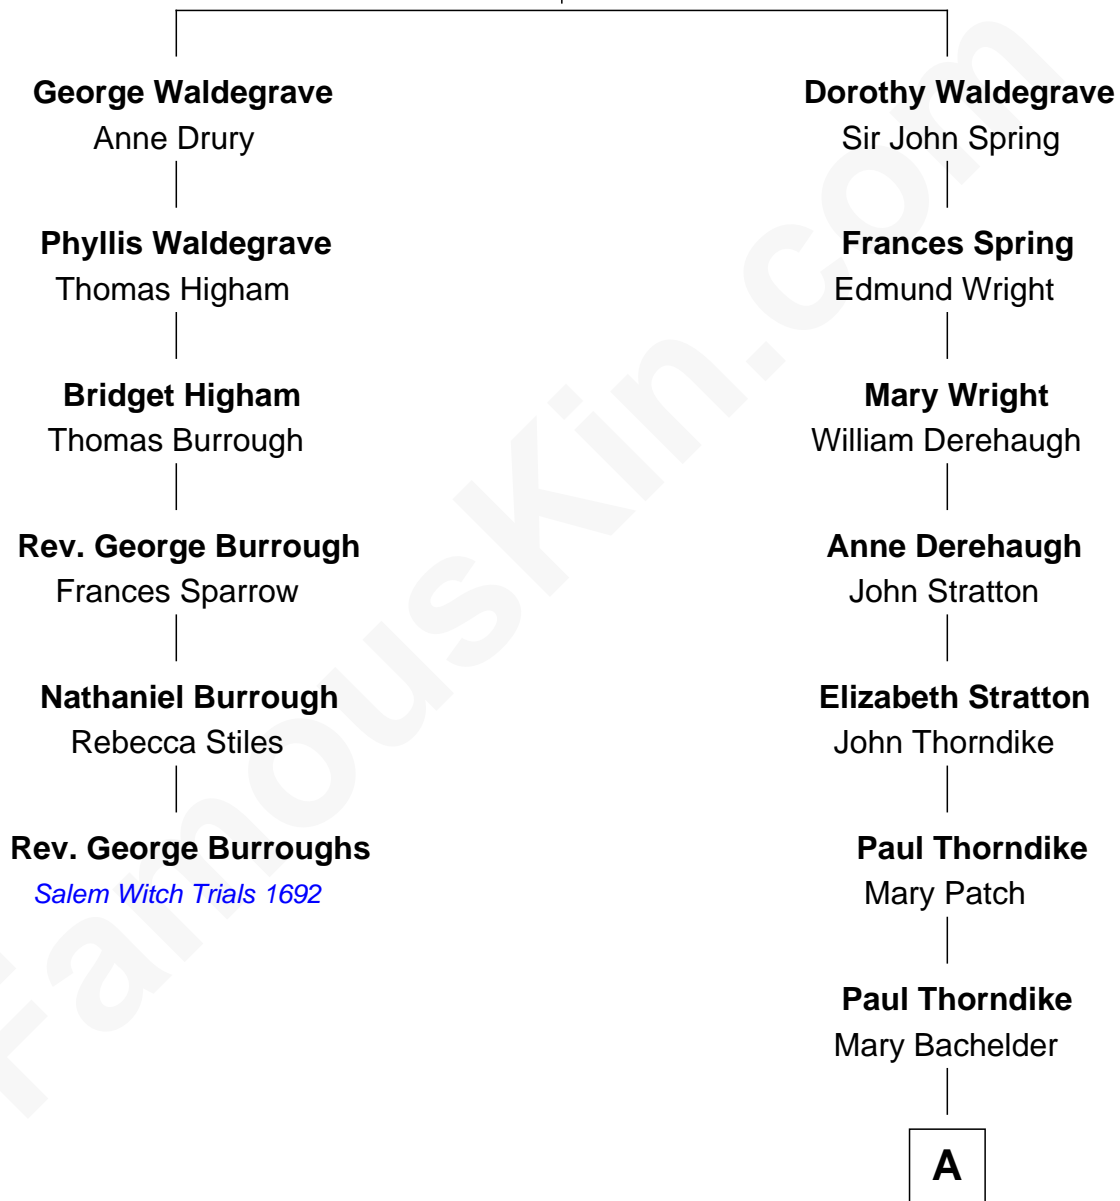 George Waldegrave
Anne Drury
Phyllis Waldegrave
Thomas Higham
Bridget Higham
Thomas Burrough
Rev. George Burrough
Frances Sparrow
Nathaniel Burrough
Rebecca Stiles
Rev. George Burroughs
Salem Witch Trials 1692
Dorothy Waldegrave
Sir John Spring
Frances Spring
Edmund Wright
Mary Wright
William Derehaugh
Anne Derehaugh
John Stratton
Elizabeth Stratton
John Thorndike
Paul Thorndike
Mary Patch
Paul Thorndike
Mary Bachelder
A
FamousKin.com